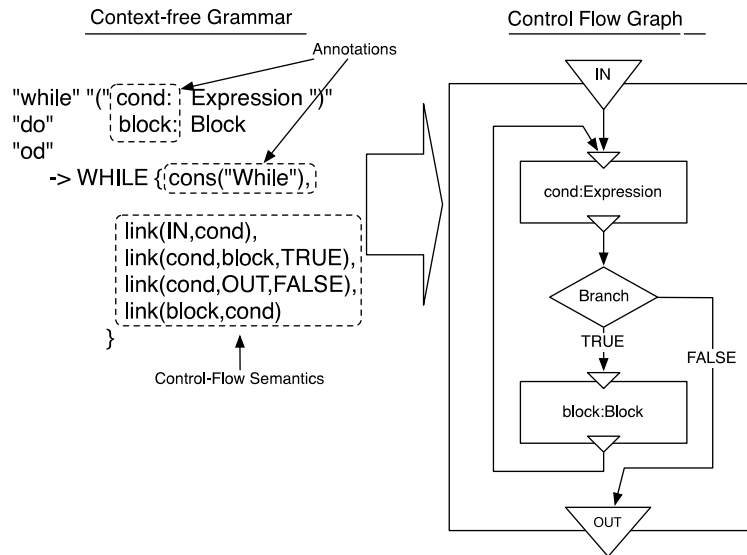 Context-free Grammar
Annotations
"while" "(" cond: Expression ")"
"do" block: Block
"od"
-> WHILE { cons("While"),
link(IN,cond),
link(cond,block,TRUE),
link(cond,OUT,FALSE),
link(block,cond)
}
Control-Flow Semantics
Control Flow Graph
IN
cond:Expression
Branch
TRUE
FALSE
block:Block
OUT